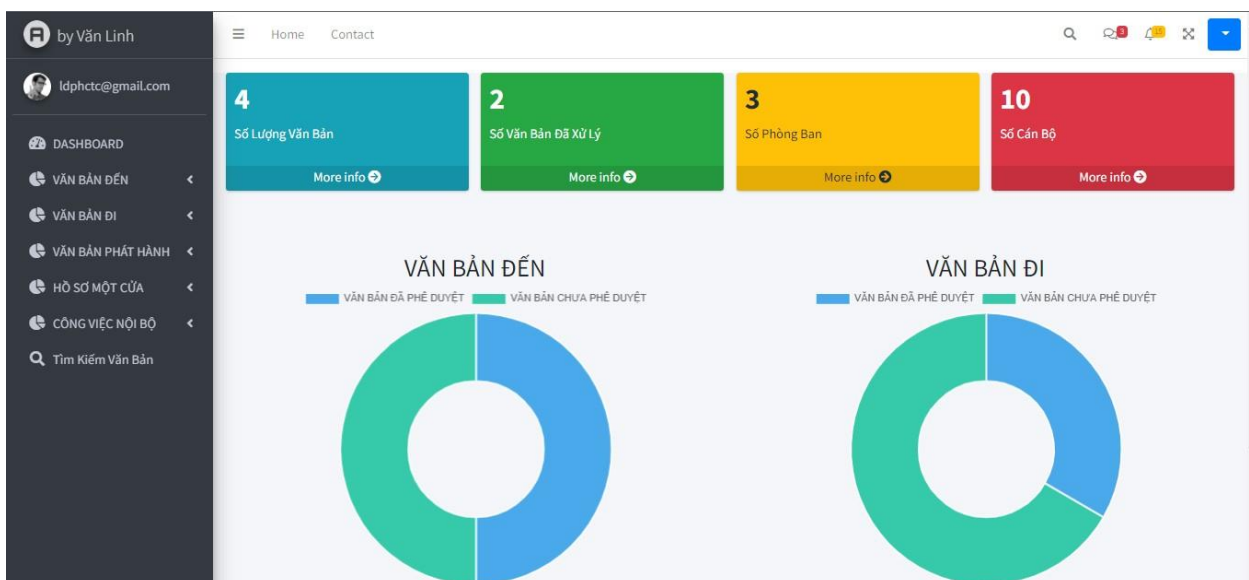 by Văn Linh
Home Contact
3
15
ldphctc@gmail.com
DASHBOARD
VĂN BẢN ĐẾN
VĂN BẢN ĐI
VĂN BẢN PHÁT HÀNH
HỒ SƠ MỘT CỬA
CÔNG VIỆC NỘI BỘ
Tìm Kiếm Văn Bản
4
Số Lượng Văn Bản
More info
2
Số Văn Bản Đã Xử Lý
More info
3
Số Phòng Ban
More info
10
Số Cán Bộ
More info
VĂN BẢN ĐẾN
VĂN BẢN ĐÃ PHÊ DUYỆT VĂN BẢN CHƯA PHÊ DUYỆT
VĂN BẢN ĐI
VĂN BẢN ĐÃ PHÊ DUYỆT VĂN BẢN CHƯA PHÊ DUYỆT